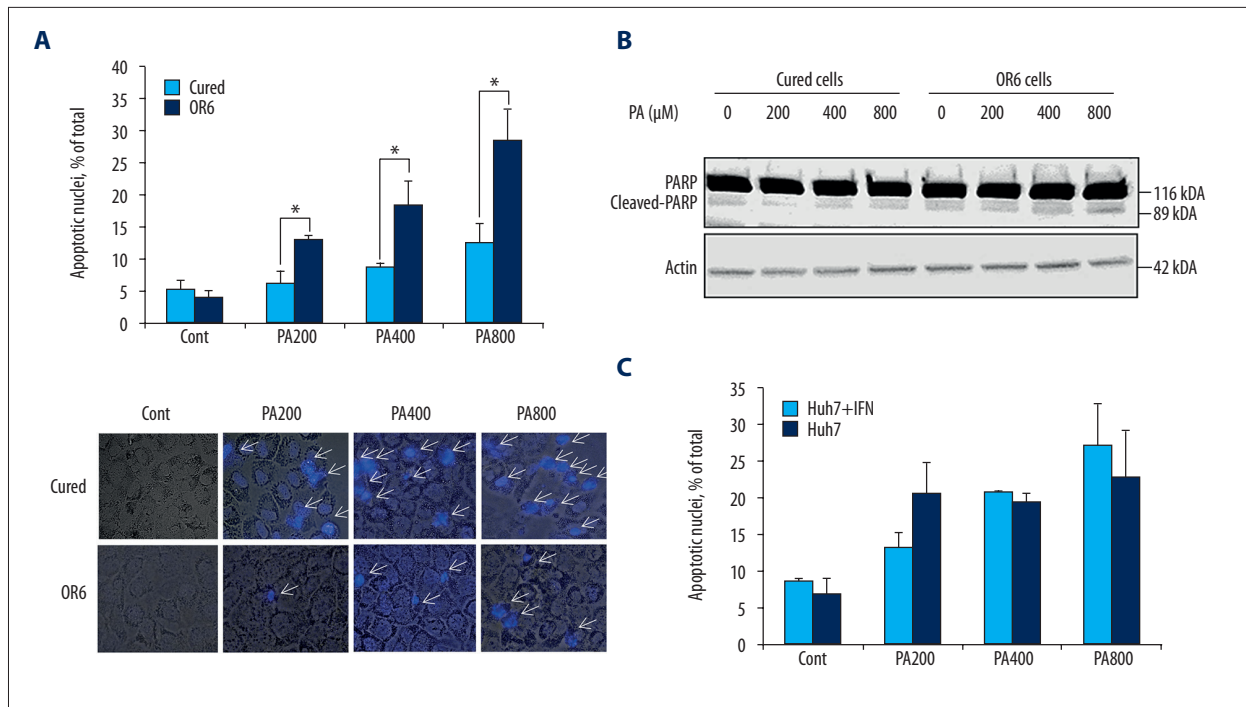 A
Apoptotic nuclei, % of total
40
35
30
25
20
15
10
5
0
Cured
OR6
*
*
*
Cont PA200 PA400 PA800
Cont PA200 PA400 PA800
Cured
OR6
B
Cured cells OR6 cells
PA (µM) 0 200 400 800 0 200 400 800
PARP
Cleaved-PARP
116 kDA
89 kDA
Actin
42 kDA
C
Apoptotic nuclei, % of total
35
30
25
20
15
10
5
0
Huh7+IFN
Huh7
Cont PA200 PA400 PA800